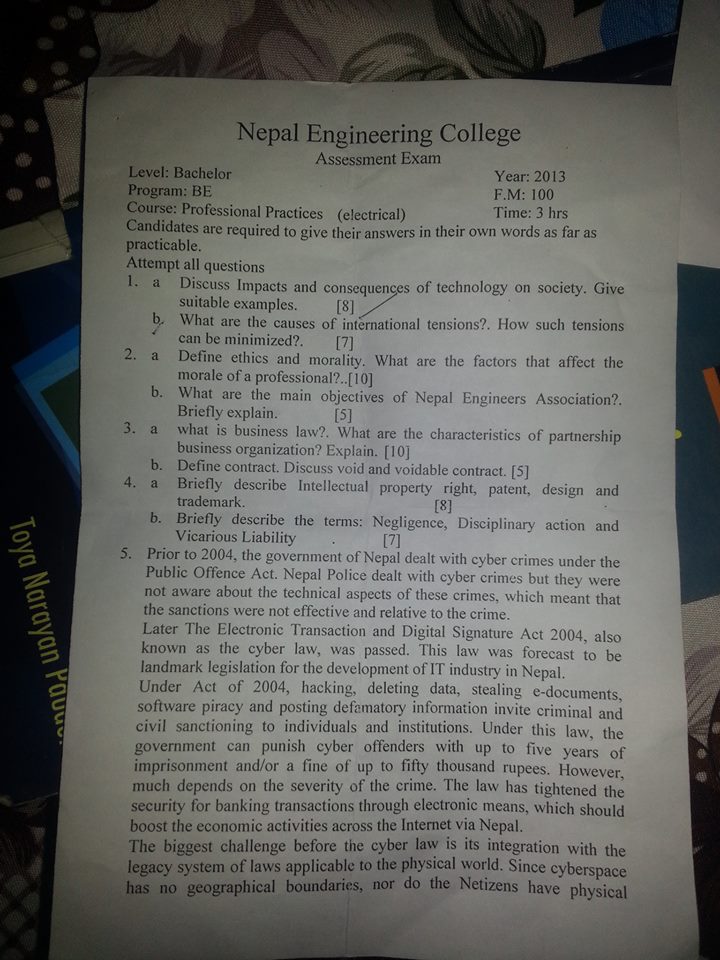 Nepal Engineering College
Assessment Exam
Level: Bachelor
Year: 2013
Program: BE
F.M: 100
Course: Professional Practices (electrical)
Time: 3 hrs
Candidates are required to give their answers in their own words as far as
practicable.
Attempt all questions
1. a Discuss Impacts and consequences of technology on society. Give
suitable examples. [8]
b. What are the causes of international tensions?. How such tensions
can be minimized?. [7]
2. a Define ethics and morality. What are the factors that affect the
morale of a professional?..[10]
b. What are the main objectives of Nepal Engineers Association?.
Briefly explain. [5]
3. a what is business law?. What are the characteristics of partnership
business organization? Explain. [10]
b. Define contract. Discuss void and voidable contract. [5]
4. a Briefly describe Intellectual property right, patent, design and
trademark. [8]
b. Briefly describe the terms: Negligence, Disciplinary action and
Vicarious Liability [7]
5. Prior to 2004, the government of Nepal dealt with cyber crimes under the
Public Offence Act. Nepal Police dealt with cyber crimes but they were
not aware about the technical aspects of these crimes, which meant that
the sanctions were not effective and relative to the crime.
Later The Electronic Transaction and Digital Signature Act 2004, also
known as the cyber law, was passed. This law was forecast to be
landmark legislation for the development of IT industry in Nepal.
Under Act of 2004, hacking, deleting data, stealing e-documents,
software piracy and posting defamatory information invite criminal and
civil sanctioning to individuals and institutions. Under this law, the
government can punish cyber offenders with up to five years of
imprisonment and/or a fine of up to fifty thousand rupees. However,
much depends on the severity of the crime. The law has tightened the
security for banking transactions through electronic means, which should
boost the economic activities across the Internet via Nepal.
The biggest challenge before the cyber law is its integration with the
legacy system of laws applicable to the physical world. Since cyberspace
has no geographical boundaries, nor do the Netizens have physical
Toya Narayan